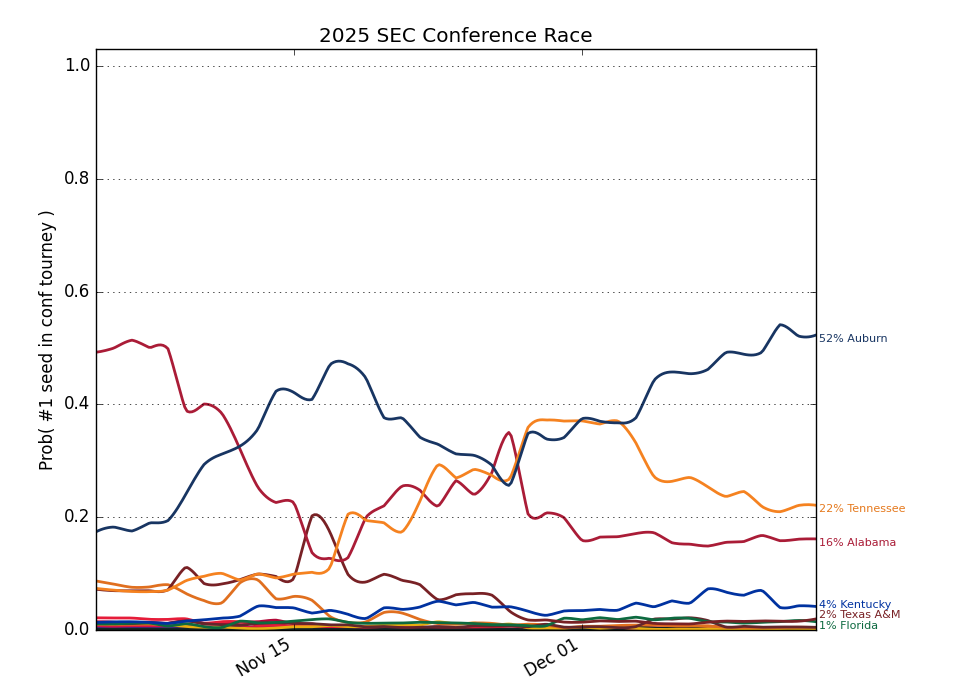 2025 SEC Conference Race
Prob( #1 seed in conf tourney )
1.0
0.8
0.6
0.4
0.2
0.0
Nov 15
Dec 01
52% Auburn
22% Tennessee
16% Alabama
4% Kentucky
2% Texas A&M
1% Florida